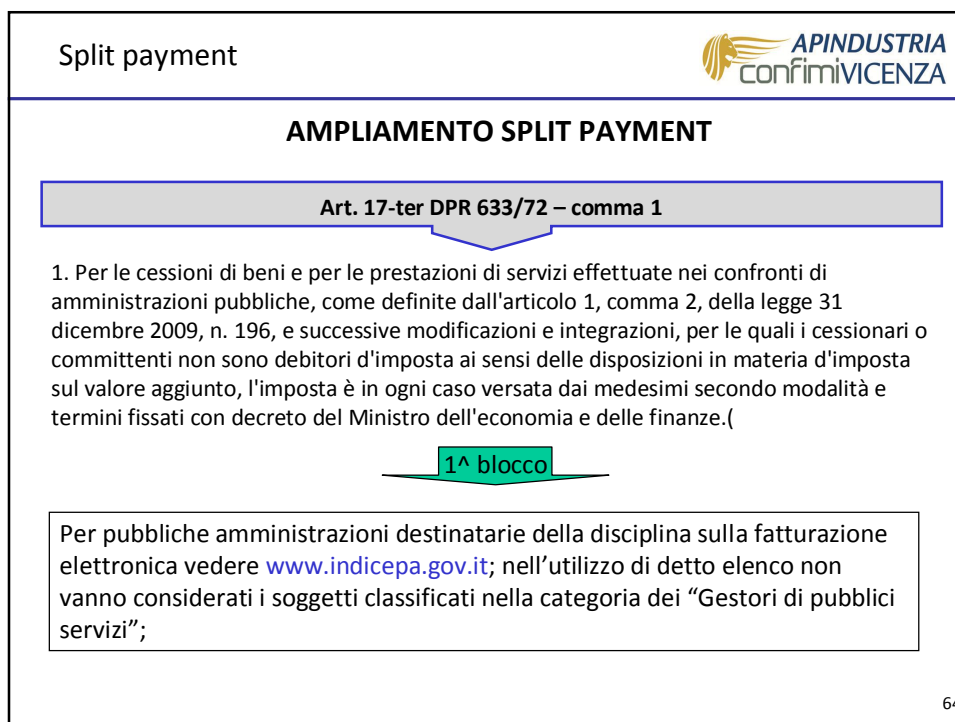 Split payment
APINDUSTRIA
confimiVICENZA
AMPLIAMENTO SPLIT PAYMENT
Art. 17-ter DPR 633/72 – comma 1
1. Per le cessioni di beni e per le prestazioni di servizi effettuate nei confronti di
amministrazioni pubbliche, come definite dall'articolo 1, comma 2, della legge 31
dicembre 2009, n. 196, e successive modificazioni e integrazioni, per le quali i cessionari o
committenti non sono debitori d'imposta ai sensi delle disposizioni in materia d'imposta
sul valore aggiunto, l'imposta è in ogni caso versata dai medesimi secondo modalità e
termini fissati con decreto del Ministro dell'economia e delle finanze.(
1^ blocco
Per pubbliche amministrazioni destinatarie della disciplina sulla fatturazione
elettronica vedere www.indicepa.gov.it; nell’utilizzo di detto elenco non
vanno considerati i soggetti classificati nella categoria dei “Gestori di pubblici
servizi”;
64